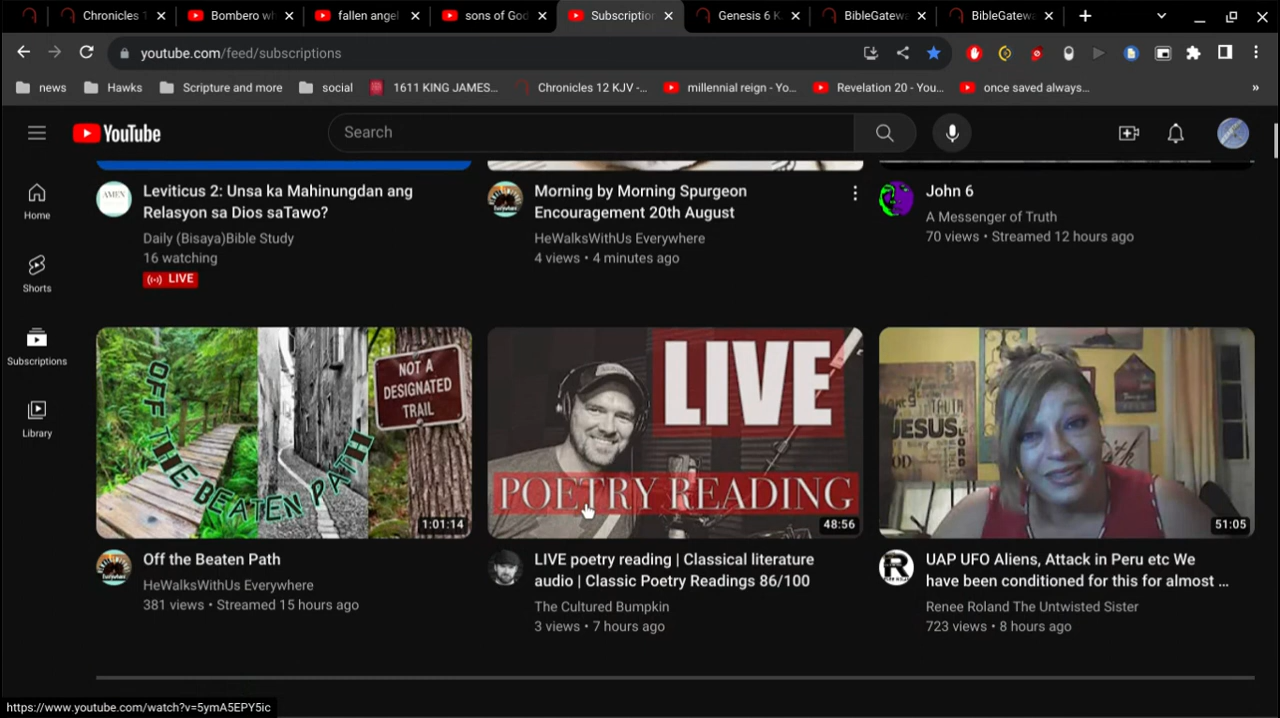 Chronicles 1
Bombero wh
fallen angel
sons of God
Subscriptio
Genesis 6 K
BibleGatewa
BibleGatewa
youtube.com/feed/subscriptions
news
Hawks
Scripture and more
social
1611 KING JAMES...
Chronicles 12 KJV -...
millennial reign - Yo...
Revelation 20 - You...
once saved always...
YouTube
Search
Home
Shorts
Subscriptions
Library
AMEN
Leviticus 2: Unsa ka Mahinungdan ang
Relasyon sa Dios saTawo?
Daily (Bisaya)Bible Study
16 watching
LIVE
Morning by Morning Spurgeon
Encouragement 20th August
HeWalksWithUs Everywhere
4 views • 4 minutes ago
John 6
A Messenger of Truth
70 views • Streamed 12 hours ago
OFF THE BEATEN PATH
NOT A
DESIGNATED
TRAIL
1:01:14
Off the Beaten Path
HeWalksWithUs Everywhere
381 views • Streamed 15 hours ago
LIVE
POETRY READING
48:56
LIVE poetry reading | Classical literature
audio | Classic Poetry Readings 86/100
The Cultured Bumpkin
3 views • 7 hours ago
TRUTH
JESUS
LORD
51:05
R
UAP UFO Aliens, Attack in Peru etc We
have been conditioned for this for almost ...
Renee Roland The Untwisted Sister
723 views • 8 hours ago
https://www.youtube.com/watch?v=5ymA5EPY5ic